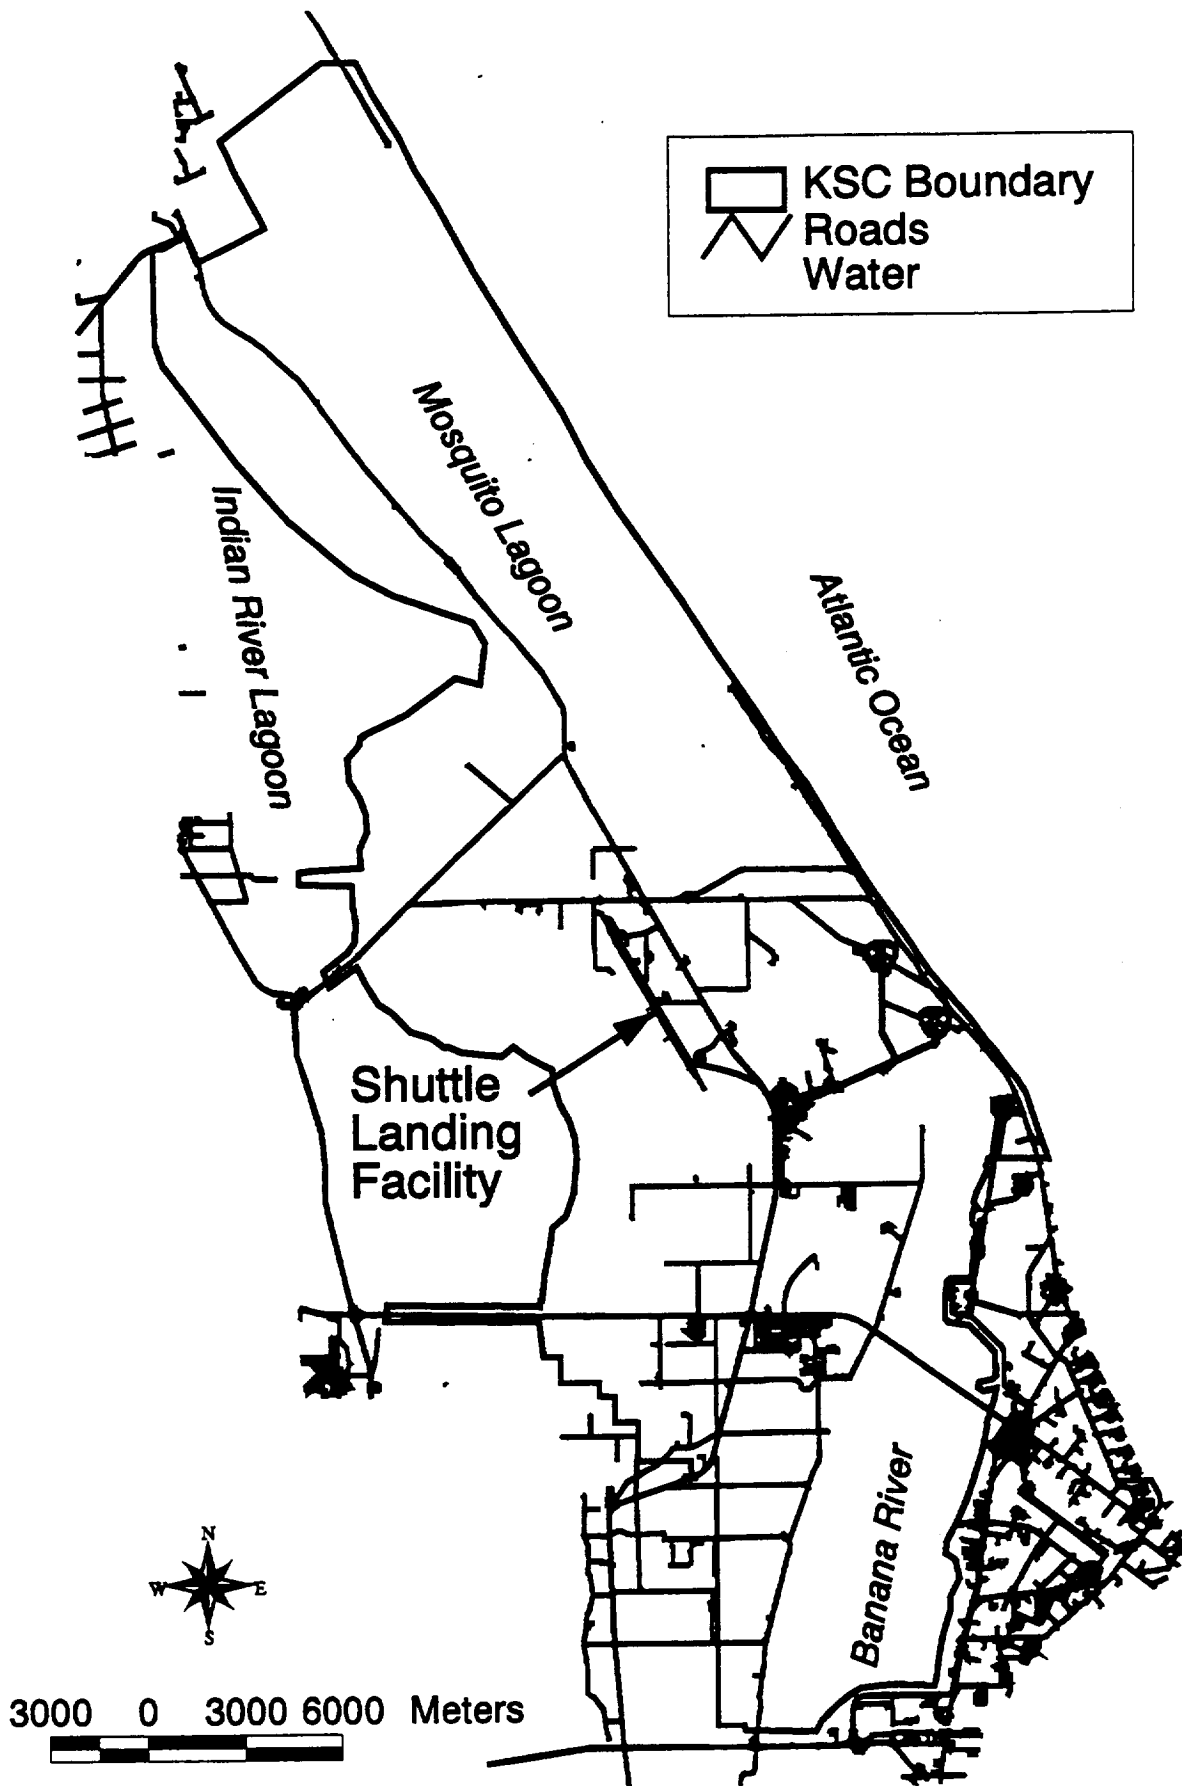 KSC Boundary
Roads
Water
Mosquito Lagoon
Indian River Lagoon
Atlantic Ocean
Shuttle
Landing
Facility
Banana River
N
W E
S
3000 0 3000 6000 Meters